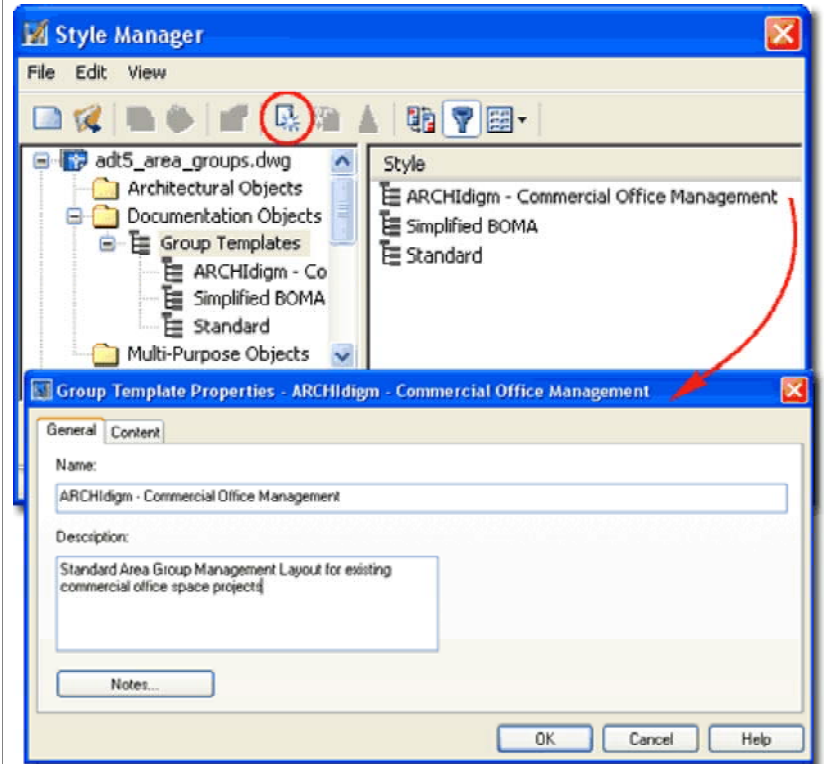 Style Manager
File Edit View
adt5_area_groups.dwg
Architectural Objects
Documentation Objects
Group Templates
ARCHIdigm - Co
Simplified BOMA
Standard
Multi-Purpose Objects
Style
ARCHIdigm - Commercial Office Management
Simplified BOMA
Standard
Group Template Properties - ARCHIdigm - Commercial Office Management
General Content
Name:
ARCHIdigm - Commercial Office Management
Description:
Standard Area Group Management Layout for existing
commercial office space projects
Notes...
OK Cancel Help